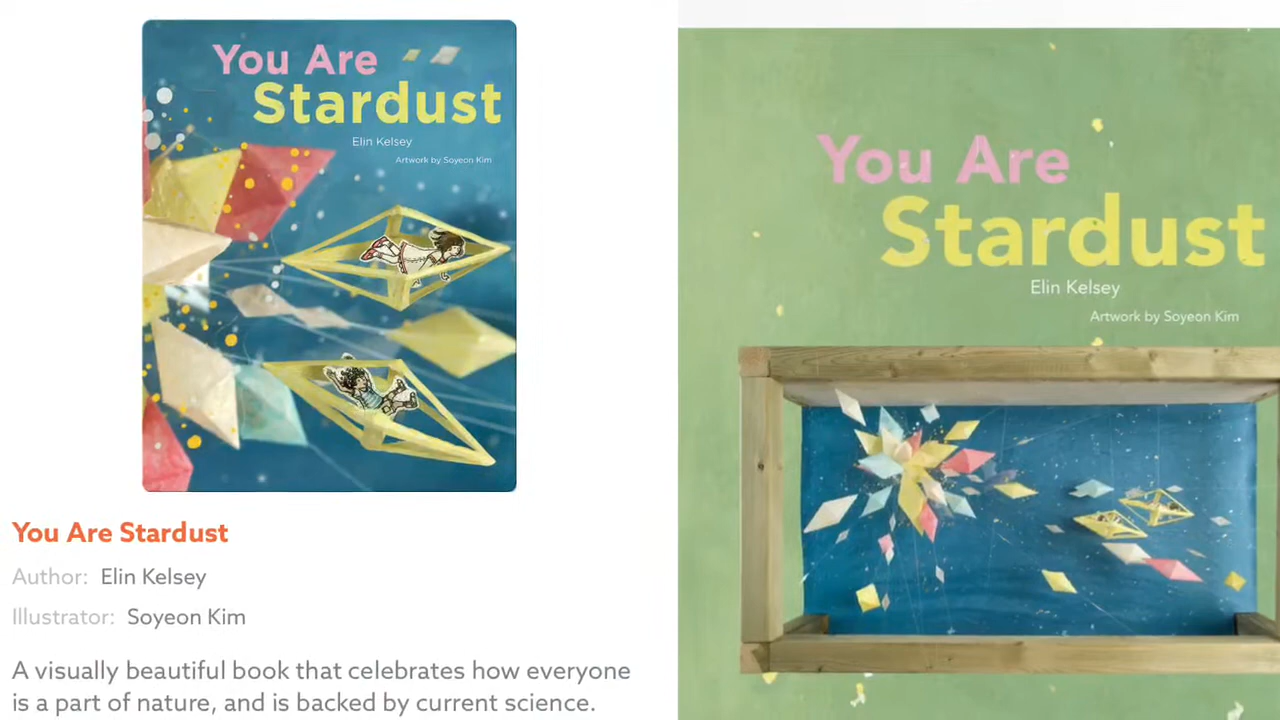 You Are
Stardust
Elin Kelsey
Artwork by Soyeon Kim
You Are Stardust
Author: Elin Kelsey
Illustrator: Soyeon Kim
A visually beautiful book that celebrates how everyone
is a part of nature, and is backed by current science.
You Are
Stardust
Elin Kelsey
Artwork by Soyeon Kim